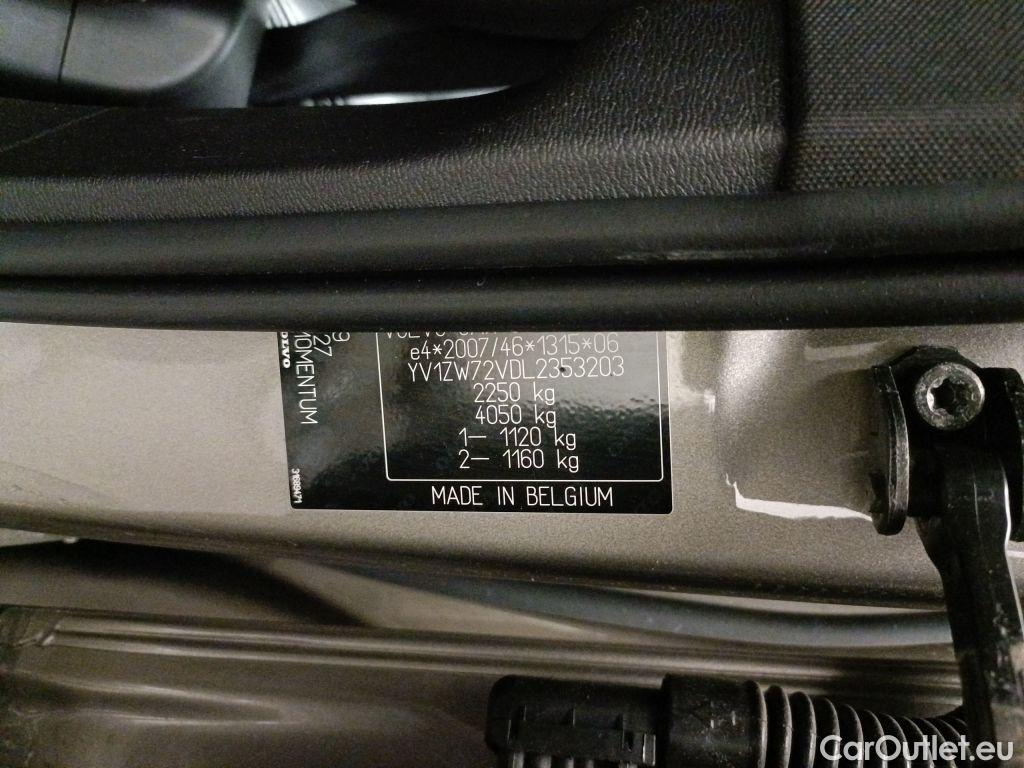 e4*2007/46*1315*06
YV1ZW72VDL2353203
2250 kg
4050 kg
1— 1120 kg
2— 1160 kg
MADE IN BELGIUM
MOMENTUM
VOLVO
31689471
CarOutlet.eu